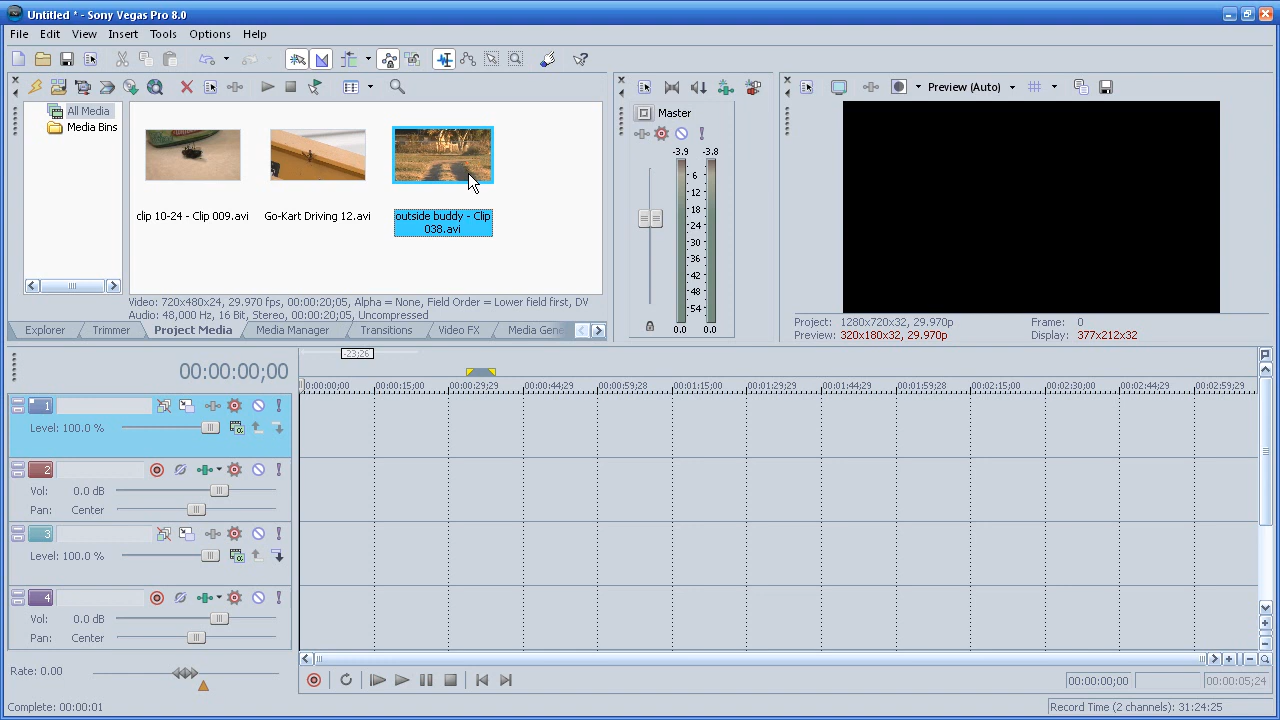 Untitled * - Sony Vegas Pro 8.0
File Edit View Insert Tools Options Help
All Media
Media Bins
clip 10-24 - Clip 009.avi
Go-Kart Driving 12.avi
outside buddy - Clip
038.avi
Video: 720x480x24, 29.970 fps, 00:00:20;05, Alpha = None, Field Order = Lower field first, DV
Audio: 48,000 Hz, 16 Bit, Stereo, 00:00:20;05, Uncompressed
Explorer Trimmer Project Media Media Manager Transitions Video FX Media Gene
Master
-3.9 -3.8
6
12
18
24
30
36
42
48
54
0.0 0.0
Preview (Auto)
Project: 1280x720x32, 29.970p Frame: 0
Preview: 320x180x32, 29.970p Display: 377x212x32
00:00:00;00
-23;26
00:00:00;00 00:00:15;00 00:00:29;29 00:00:44;29 00:00:59;28 00:01:15;00 00:01:29;29 00:01:44;29 00:01:59;28 00:02:15;00 00:02:30;00 00:02:44;29 00:02:59;29
1
Level: 100.0 %
2
Vol: 0.0 dB
Pan: Center
3
Level: 100.0 %
4
Vol: 0.0 dB
Pan: Center
Rate: 0.00
00:00:00;00 00:00:05;24
Complete: 00:00:01
Record Time (2 channels): 31:24:25